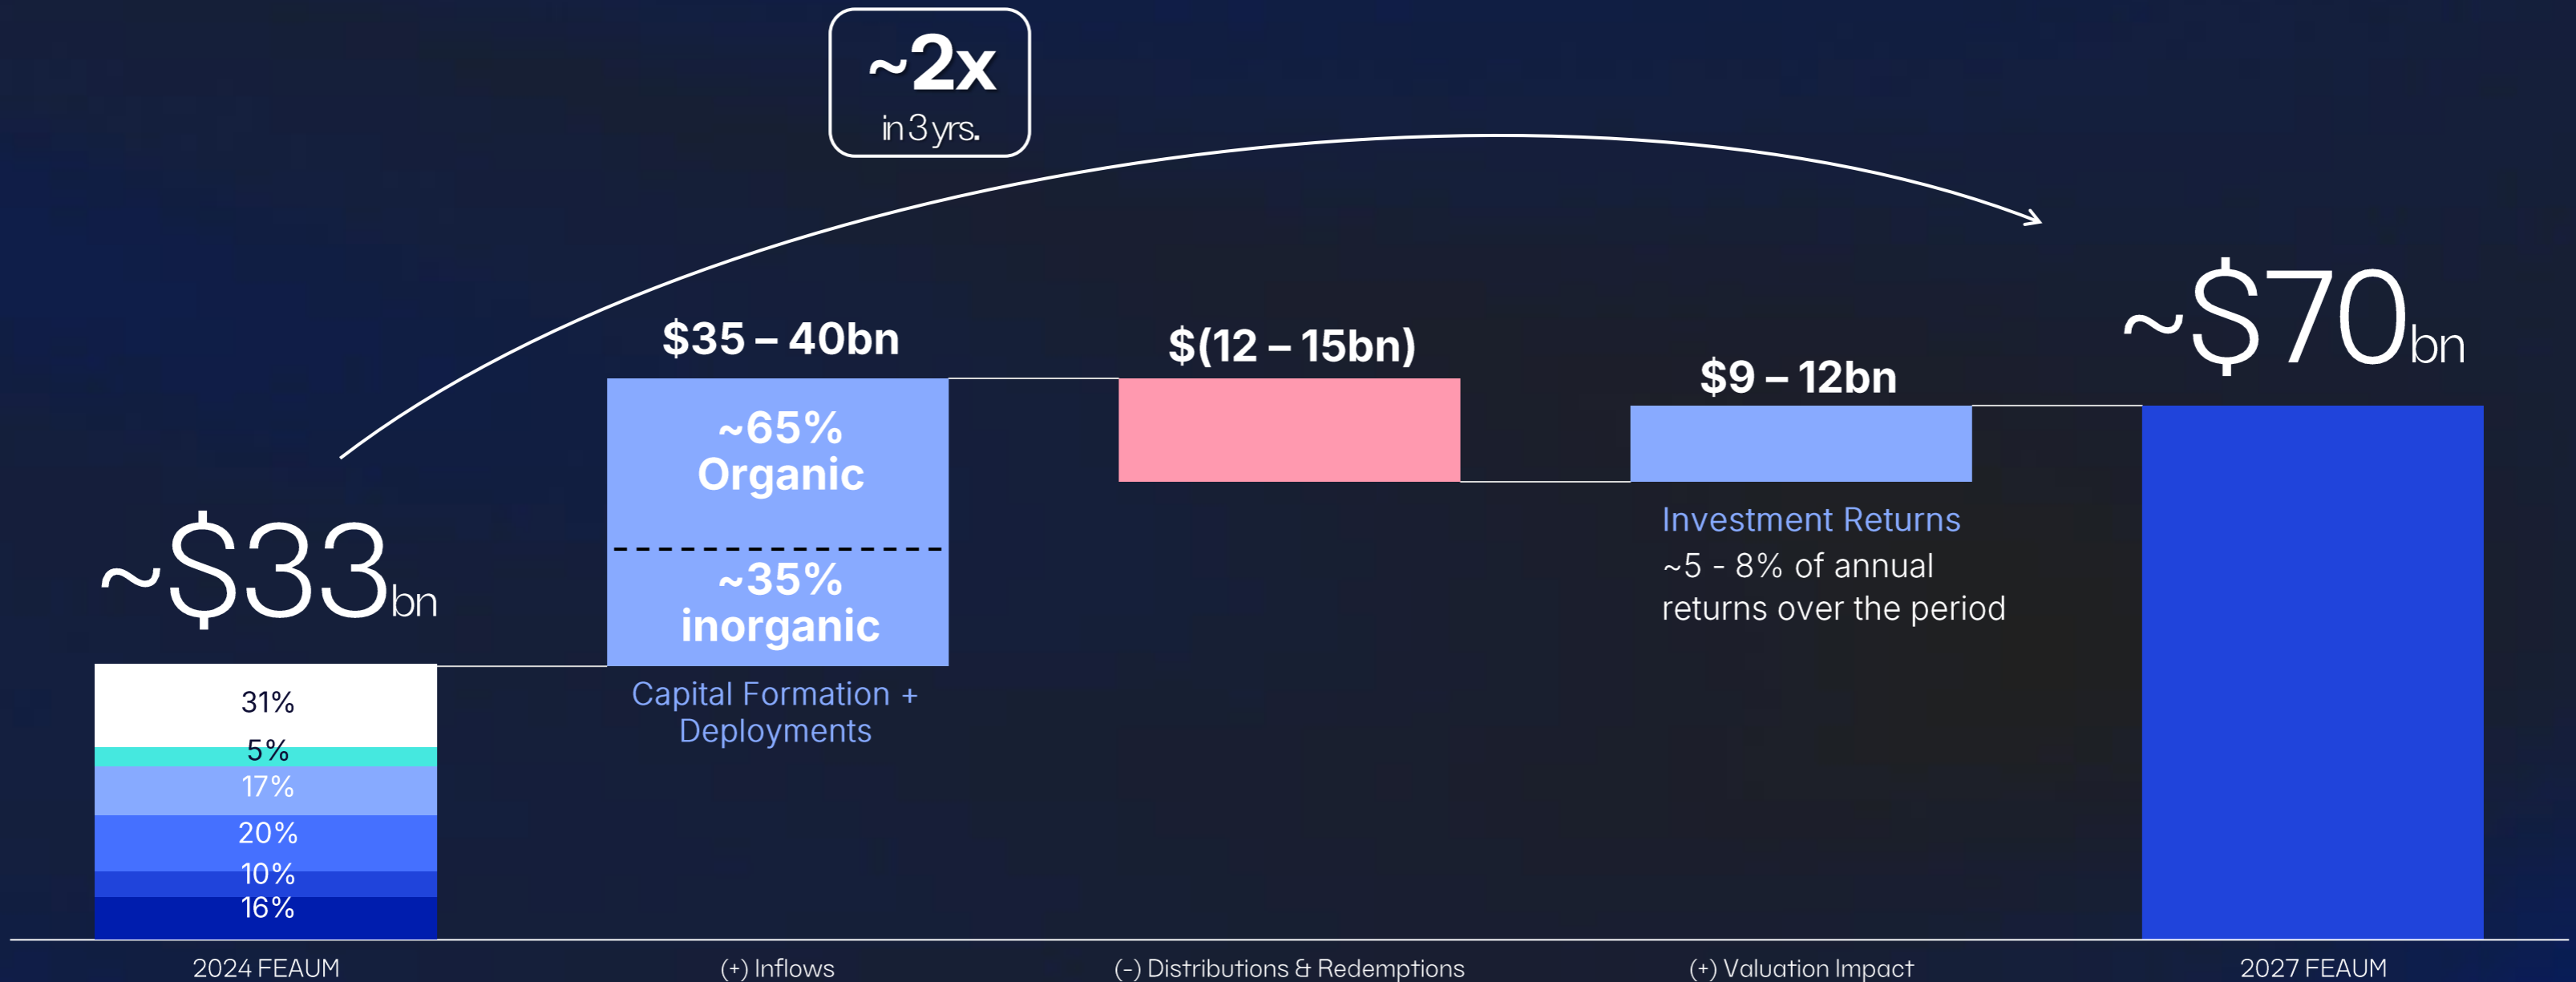 ~2x
in 3 yrs.
~$33bn
31%
5%
17%
20%
10%
16%
2024 FEAUM
$35 – 40bn
~65%
Organic
~35%
inorganic
Capital Formation +
Deployments
(+) Inflows
$(12 – 15bn)
(-) Distributions & Redemptions
$9 – 12bn
Investment Returns
~5 - 8% of annual
returns over the period
(+) Valuation Impact
~$70bn
2027 FEAUM